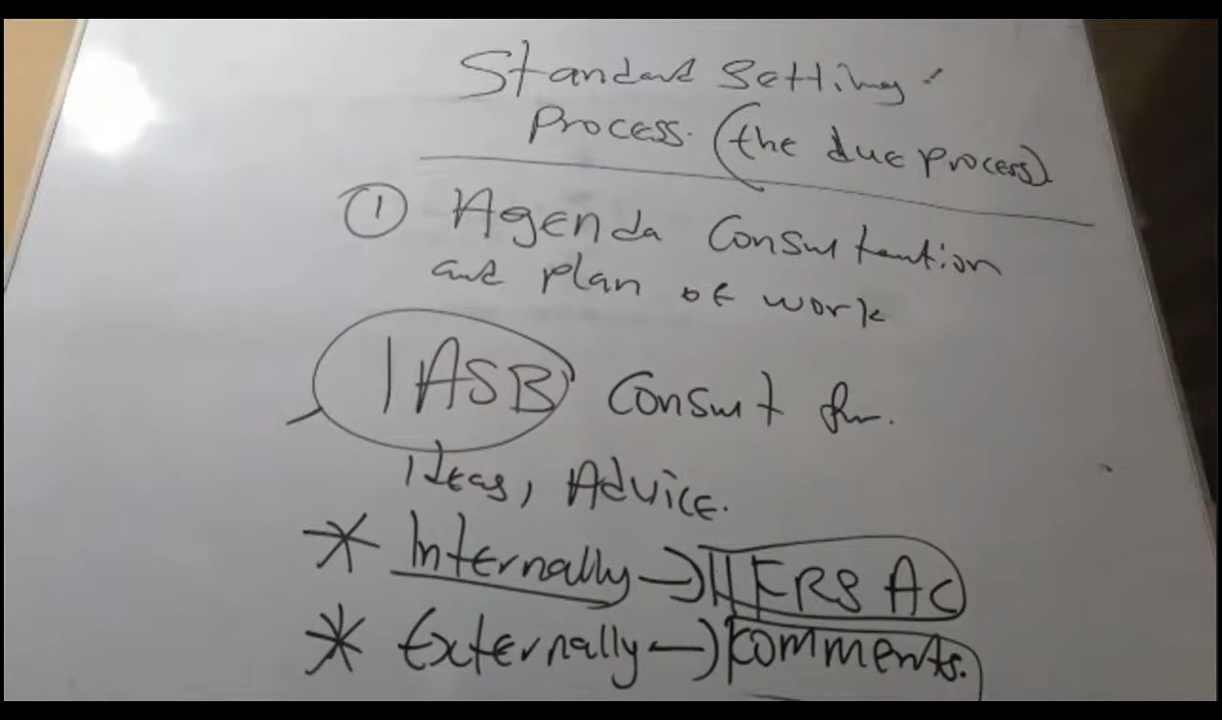 Standard Setting
Process. (the due process)
① Agenda Consultation
and plan of work
IASB Consult for.
Ideas, Advice.
* Internally → IFRS AC
* Externally → comments.